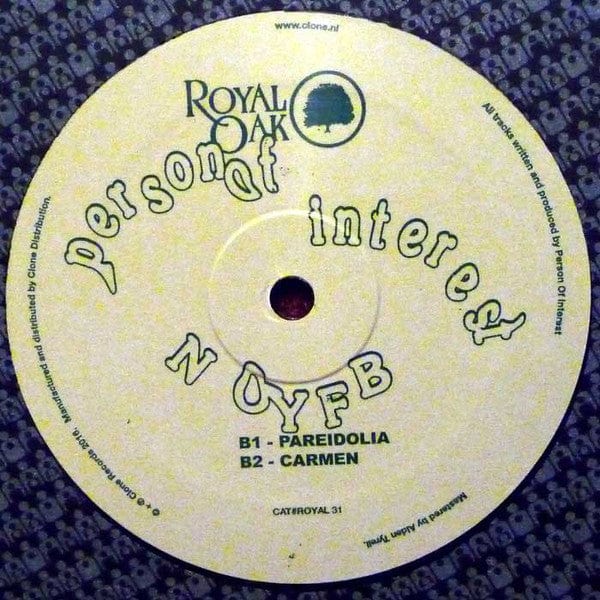 www.clone.nl
ROYAL
OAK
person of interest
NOYFB
B1 - PAREIDOLIA
B2 - CARMEN
CAT#ROYAL 31
All tracks written and produced by Person Of Interest
Mastered by Alden Tyrell.
© + ℗ Clone Records 2016. Manufactured and distributed by Clone Distribution.